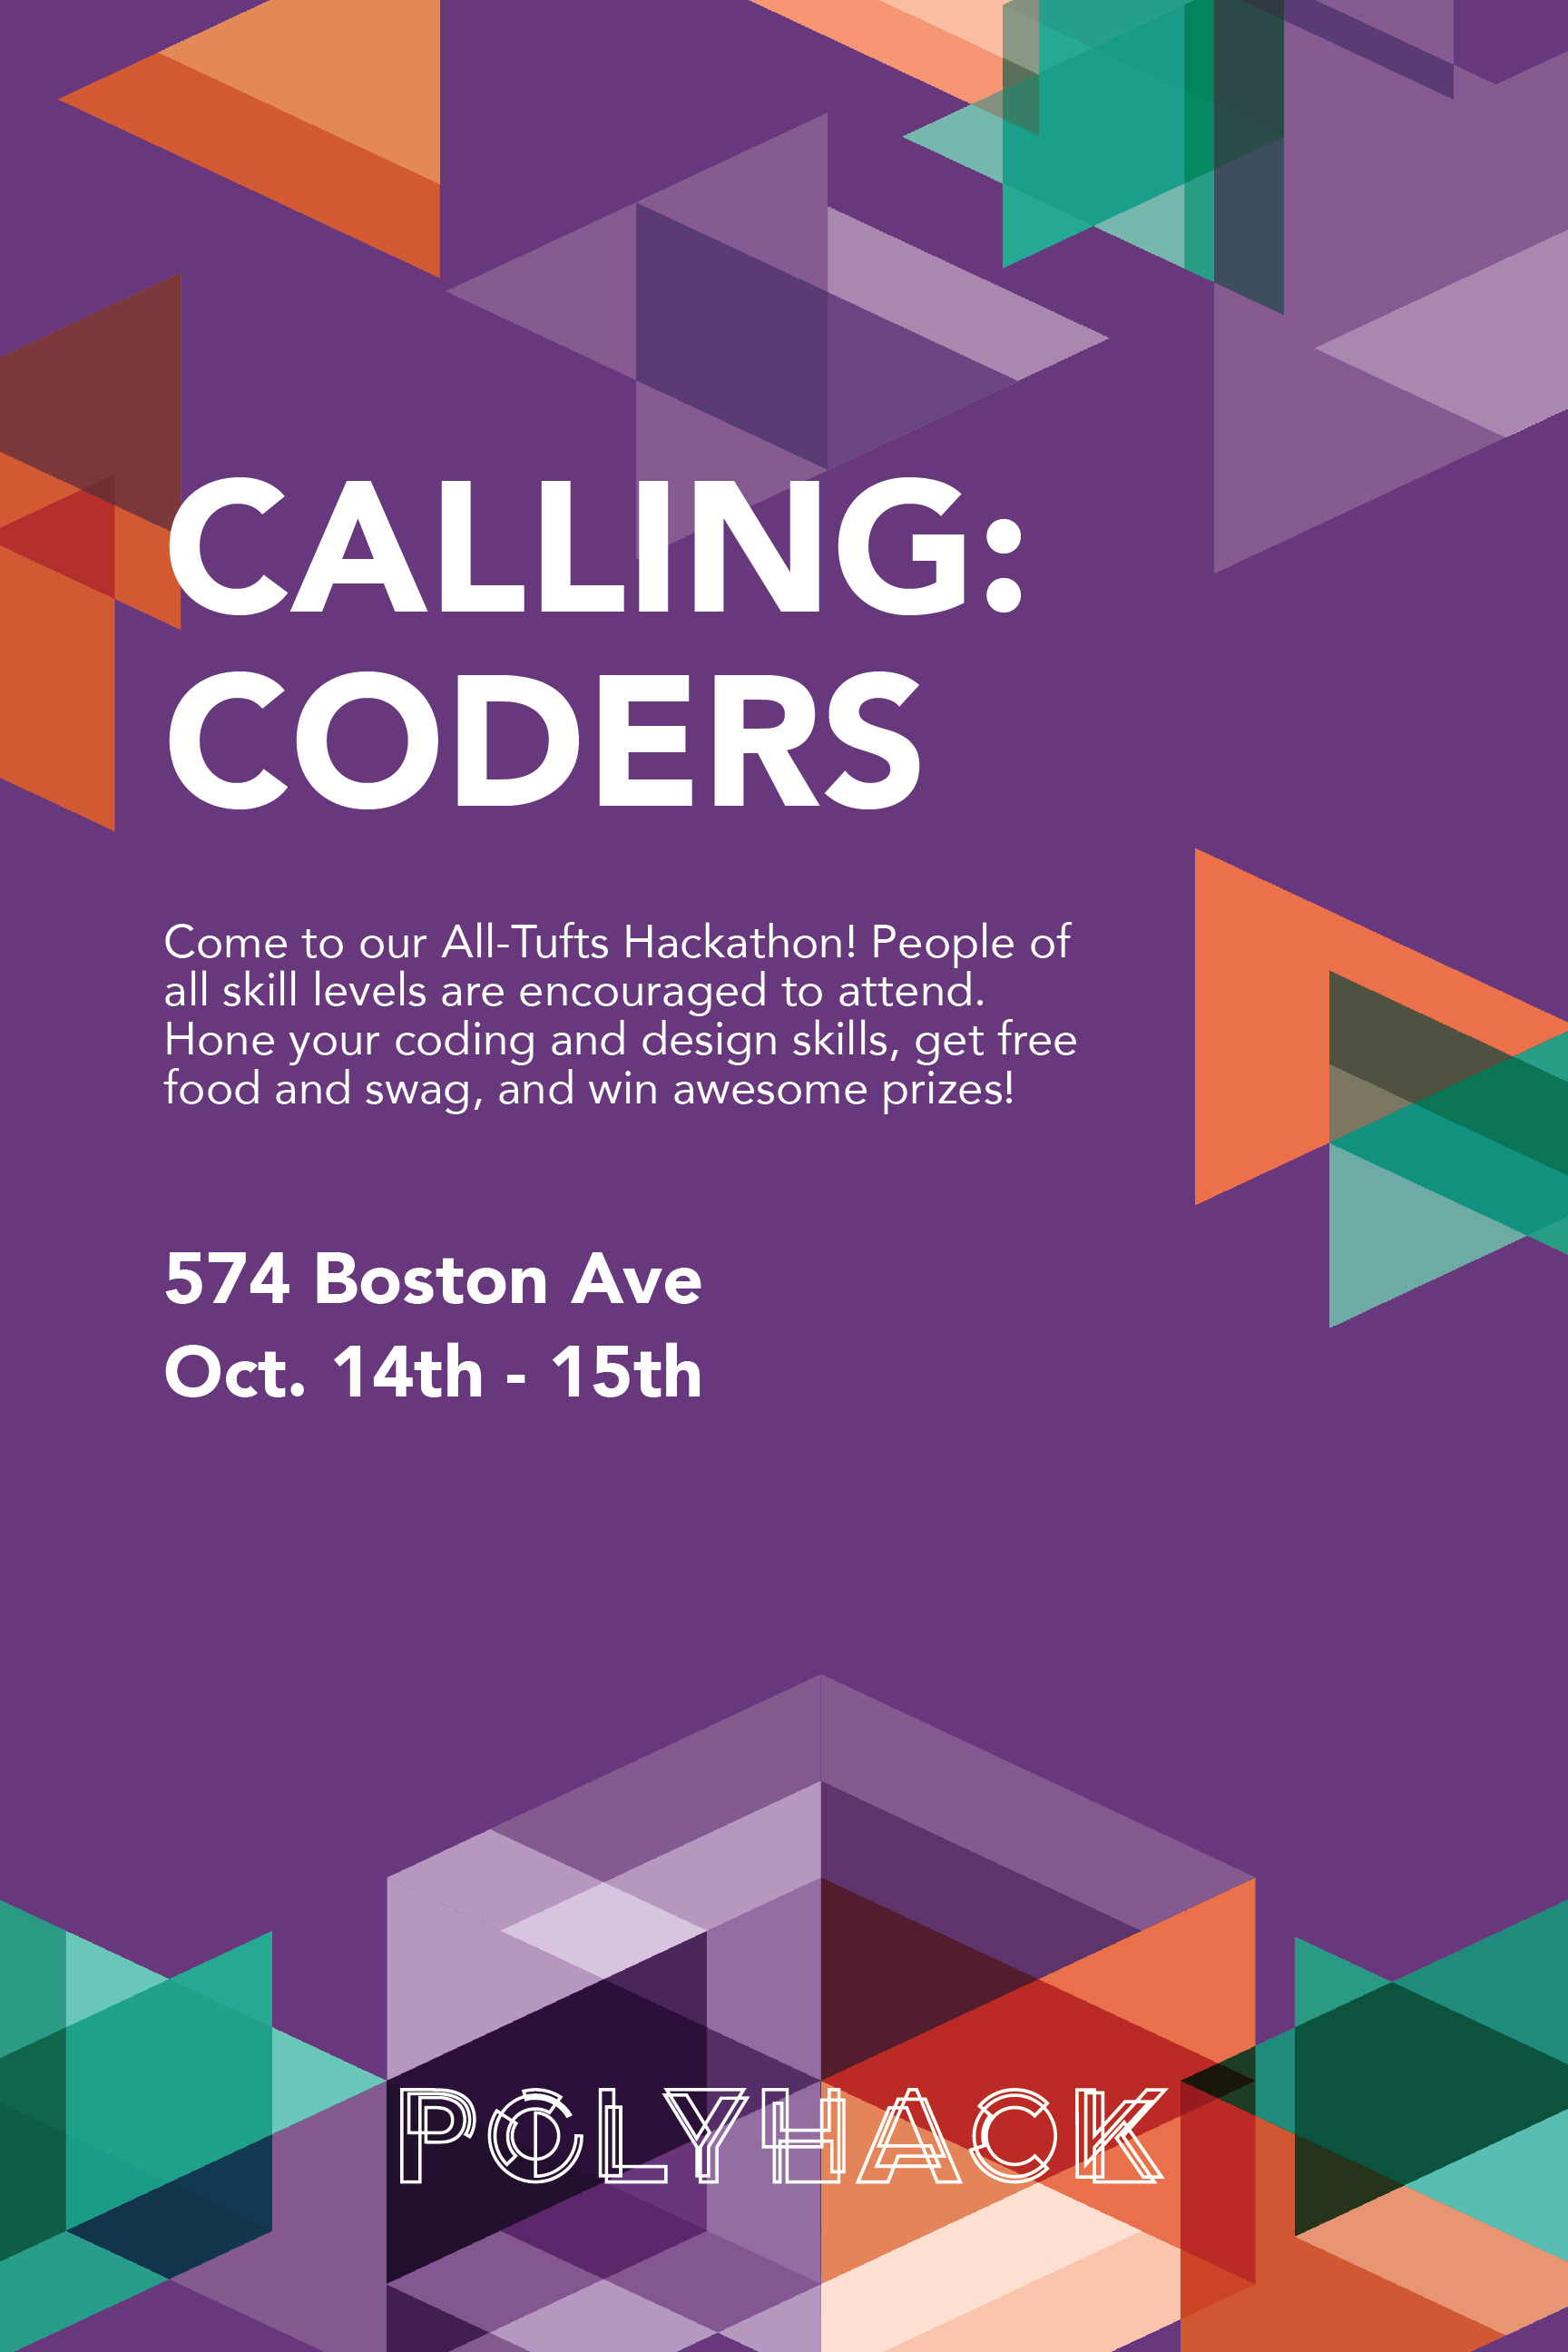 CALLING:
CODERS
Come to our All-Tufts Hackathon! People of
all skill levels are encouraged to attend.
Hone your coding and design skills, get free
food and swag, and win awesome prizes!
574 Boston Ave
Oct. 14th - 15th
POLYHACK